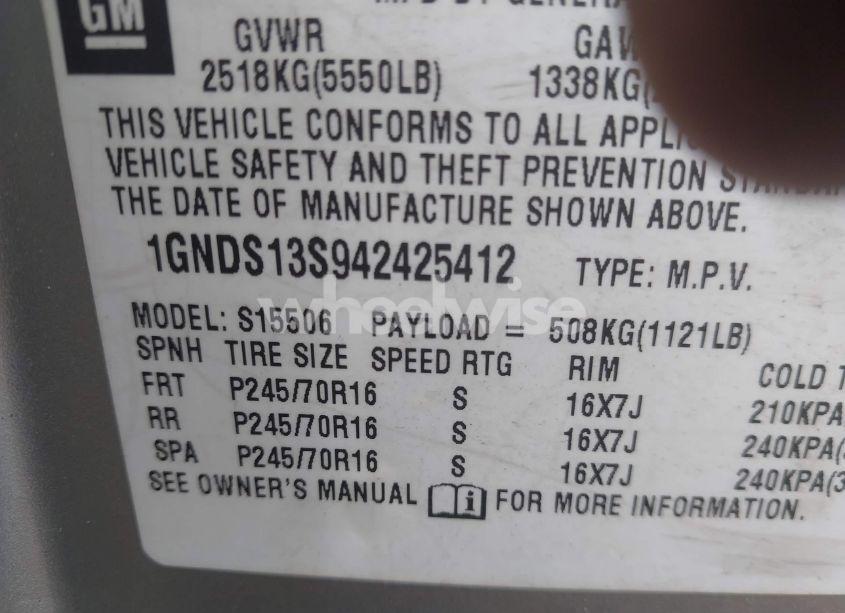 GM
GVWR
2518KG(5550LB)
1338KG(
THIS VEHICLE CONFORMS TO ALL
VEHICLE SAFETY AND THEFT PREVENTION
THE DATE OF MANUFACTURE SHOWN ABOVE.
1GNDS13S942425412 TYPE: M.P.V.
wheelwise
MODEL: S15506 PAYLOAD = 508KG(1121LB)
SPNH TIRE SIZE SPEED RTG RIM COLD
FRT P245/70R16 S 16X7J 210KPA
RR P245/70R16 S 16X7J 240KPA(
SPA P245/70R16 S 16X7J 240KPA(3
SEE OWNER'S MANUAL i FOR MORE INFORMATION.